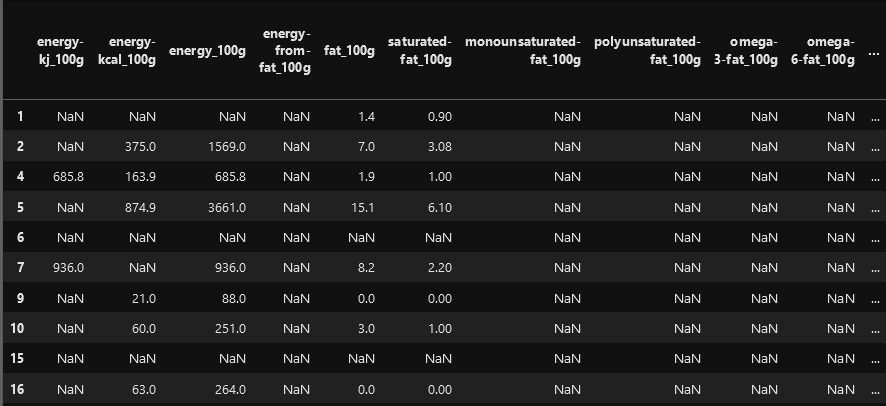 energy-kj_100g energy-kcal_100g energy_100g energy-from-fat_100g fat_100g saturated-fat_100g monounsaturated-fat_100g polyunsaturated-fat_100g omega-3-fat_100g omega-6-fat_100g ...
1 NaN NaN NaN NaN 1.4 0.90 NaN NaN NaN NaN ...
2 NaN 375.0 1569.0 NaN 7.0 3.08 NaN NaN NaN NaN ...
4 685.8 163.9 685.8 NaN 1.9 1.00 NaN NaN NaN NaN ...
5 NaN 874.9 3661.0 NaN 15.1 6.10 NaN NaN NaN NaN ...
6 NaN NaN NaN NaN NaN NaN NaN NaN NaN NaN ...
7 936.0 NaN 936.0 NaN 8.2 2.20 NaN NaN NaN NaN ...
9 NaN 21.0 88.0 NaN 0.0 0.00 NaN NaN NaN NaN ...
10 NaN 60.0 251.0 NaN 3.0 1.00 NaN NaN NaN NaN ...
15 NaN NaN NaN NaN NaN NaN NaN NaN NaN NaN ...
16 NaN 63.0 264.0 NaN 0.0 0.00 NaN NaN NaN NaN ...